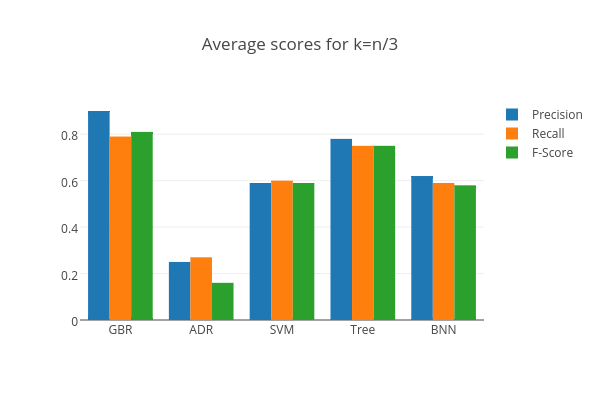 Average scores for k=n/3
Precision
Recall
F-Score
0.8
0.6
0.4
0.2
0
GBR
ADR
SVM
Tree
BNN